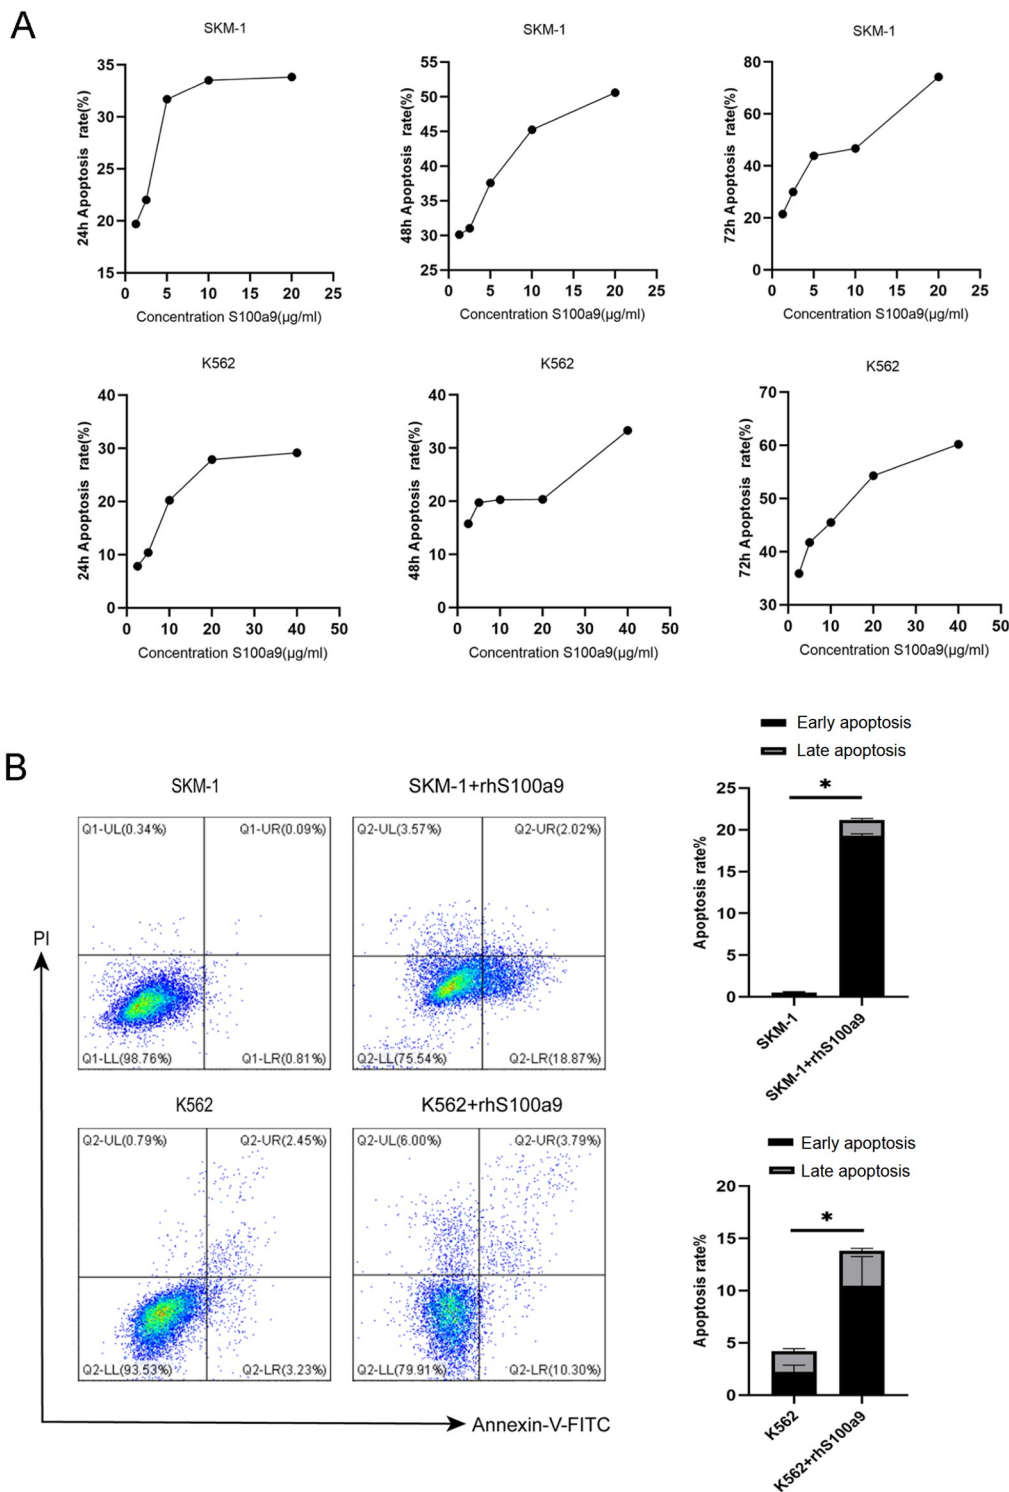 A
SKM-1
35
30
25
20
15
0 5 10 15 20 25
24h Apoptosis rate(%)
Concentration S100a9(μg/ml)
SKM-1
55
50
45
40
35
30
25
0 5 10 15 20 25
48h Apoptosis rate(%)
Concentration S100a9(μg/ml)
SKM-1
80
60
40
20
0
0 5 10 15 20 25
72h Apoptosis rate(%)
Concentration S100a9(μg/ml)
K562
40
30
20
10
0
0 10 20 30 40 50
24h Apoptosis rate(%)
Concentration S100a9(μg/ml)
K562
40
30
20
10
0
0 10 20 30 40 50
48h Apoptosis rate(%)
Concentration S100a9(μg/ml)
K562
70
60
50
40
30
0 10 20 30 40 50
72h Apoptosis rate(%)
Concentration S100a9(μg/ml)
B
SKM-1
Q1-UL(0.34%) Q1-UR(0.09%)
Q1-LL(98.76%) Q1-LR(0.81%)
SKM-1+rhS100a9
Q2-UL(3.57%) Q2-UR(2.02%)
Q2-LL(75.54%) Q2-LR(18.87%)
Early apoptosis
Late apoptosis
25
20
15
10
5
0
Apoptosis rate%
*
SKM-1
SKM-1+rhS100a9
PI
K562
Q2-UL(0.79%) Q2-UR(2.45%)
Q2-LL(93.53%) Q2-LR(3.23%)
K562+rhS100a9
Q2-UL(6.00%) Q2-UR(3.79%)
Q2-LL(79.91%) Q2-LR(10.30%)
Early apoptosis
Late apoptosis
20
15
10
5
0
Apoptosis rate%
*
K562
K562+rhS100a9
Annexin-V-FITC